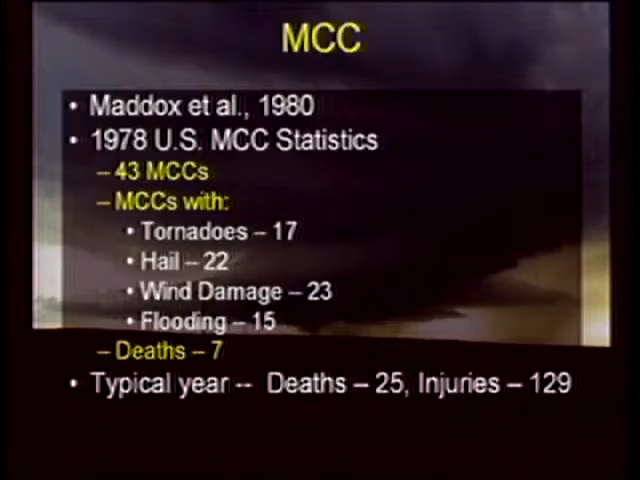 MCC
• Maddox et al., 1980
• 1978 U.S. MCC Statistics
– 43 MCCs
– MCCs with:
• Tornadoes – 17
• Hail – 22
• Wind Damage – 23
• Flooding – 15
– Deaths – 7
• Typical year -- Deaths – 25, Injuries – 129